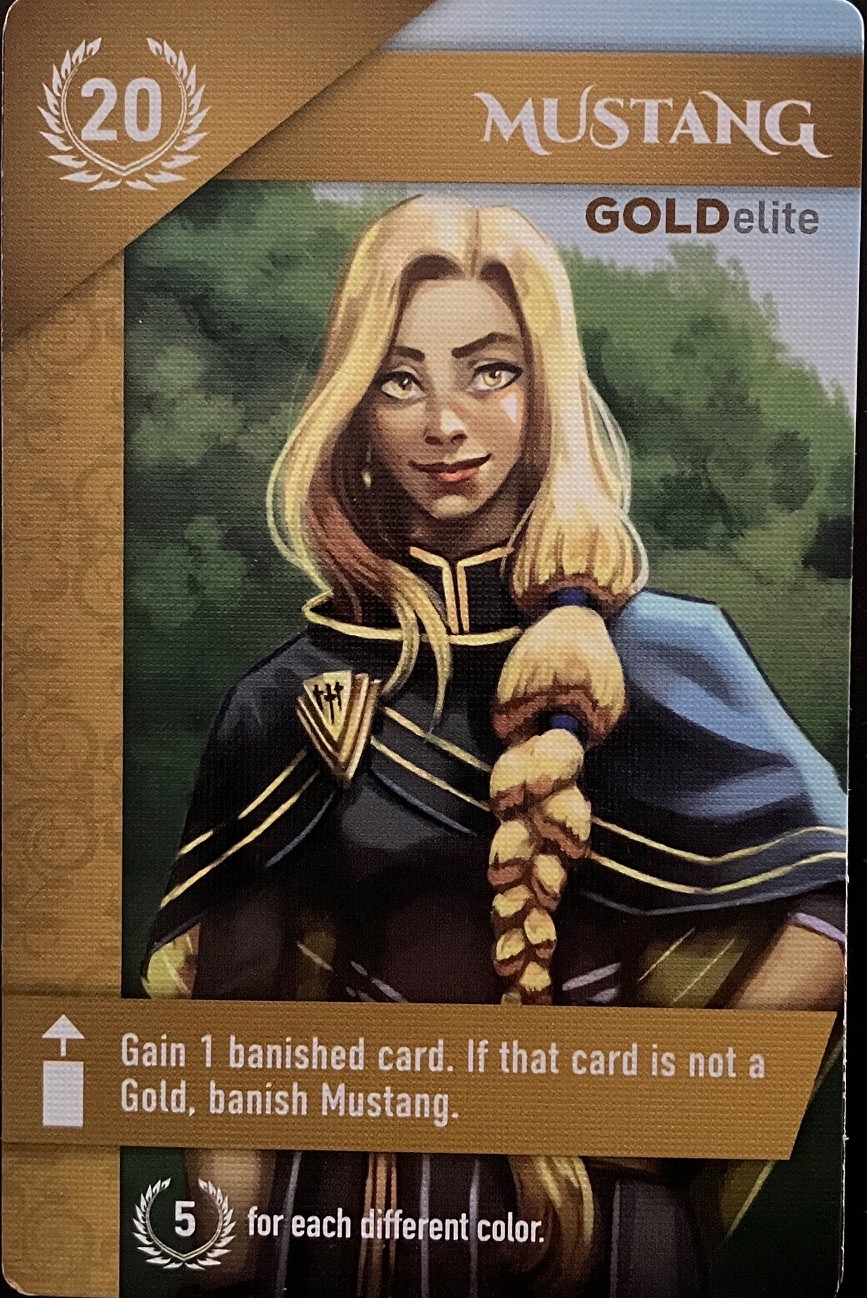 20
MUSTANG
GOLDelite
Gain 1 banished card. If that card is not a
Gold, banish Mustang.
5 for each different color.